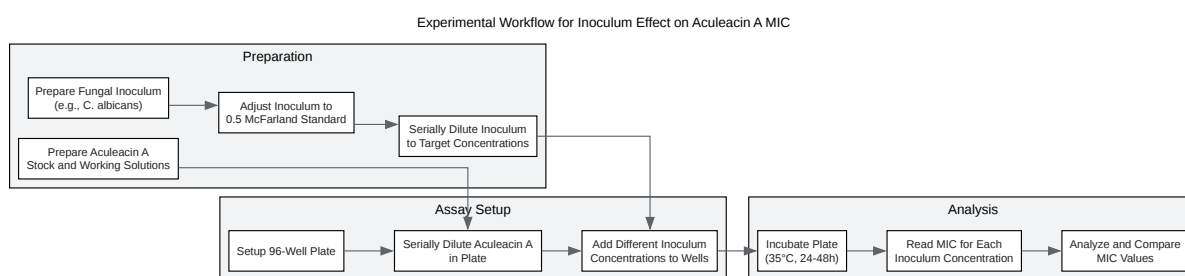 Experimental Workflow for Inoculum Effect on Aculeacin A MIC
Preparation
Prepare Fungal Inoculum
(e.g., C. albicans)
Adjust Inoculum to
0.5 McFarland Standard
Serially Dilute Inoculum
to Target Concentrations
Prepare Aculeacin A
Stock and Working Solutions
Assay Setup
Setup 96-Well Plate
Serially Dilute Aculeacin A
in Plate
Add Different Inoculum
Concentrations to Wells
Analysis
Incubate Plate
(35°C, 24-48h)
Read MIC for Each
Inoculum Concentration
Analyze and Compare
MIC Values